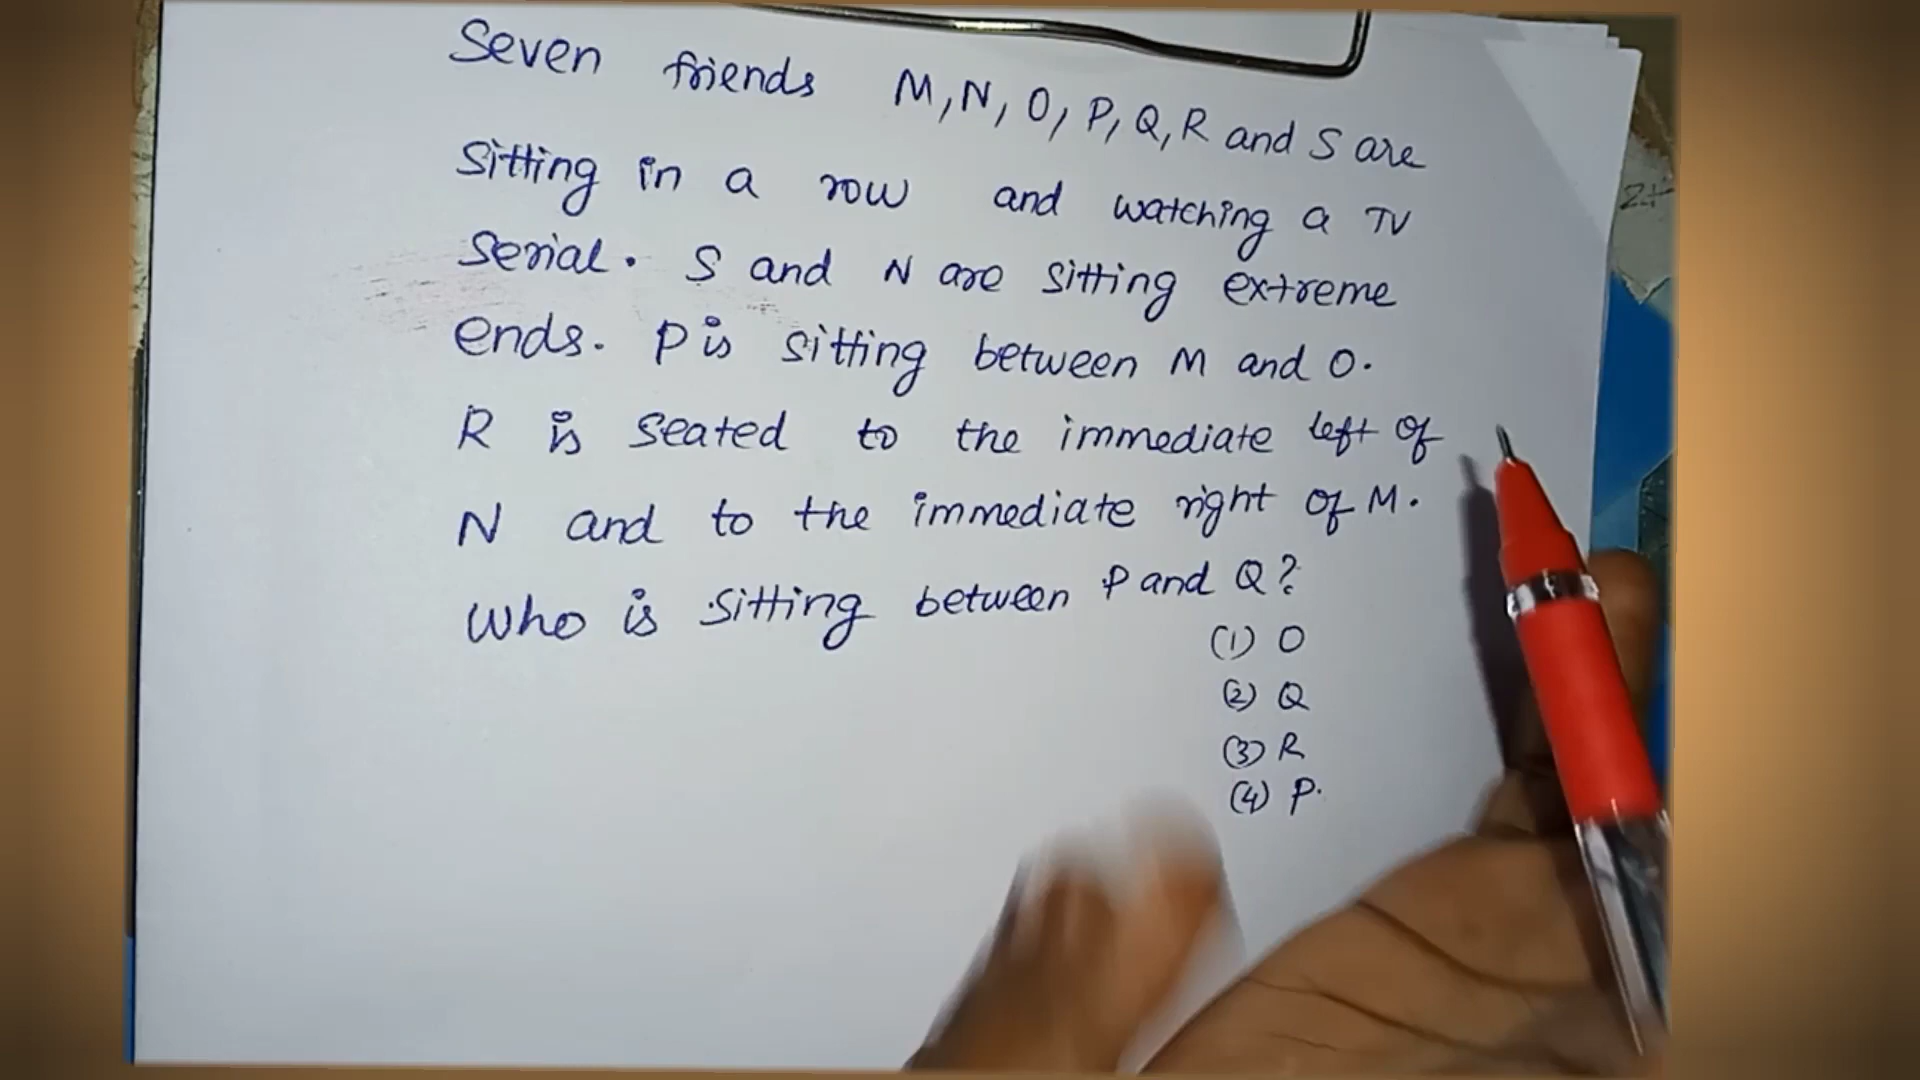 Seven friends M, N, O, P, Q, R and S are
Sitting in a row and watching a TV
Serial. S and N are sitting extreme
ends. P is sitting between M and O.
R is seated to the immediate left of
N and to the immediate right of M.
Who is sitting between P and Q?
(1) O
(2) Q
(3) R
(4) P.